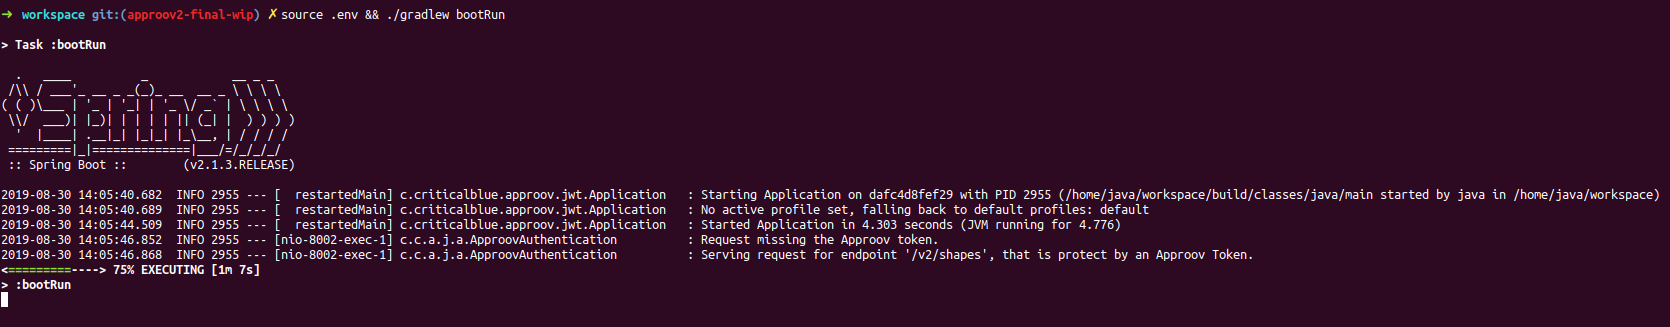 ➜  workspace git:(approov2-final-wip) ✗ source .env && ./gradlew bootRun
> Task :bootRun
  .   ____          _            __ _ _
 /\\ / ___'_ __ _ _(_)_ __  __ _ \ \ \ \
( ( )\___ | '_ | '_| | '_ \/ _` | \ \ \ \
 \\/  ___)| |_)| | | | | || (_| |  ) ) ) )
  '  |____| .__|_| |_|_| |_\__, | / / / /
 =========|_|==============|___/=/_/_/_/
 :: Spring Boot ::        (v2.1.3.RELEASE)
2019-08-30 14:05:40.682  INFO 2955 --- [  restartedMain] c.criticalblue.approov.jwt.Application   : Starting Application on dafc4d8fef29 with PID 2955 (/home/java/workspace/build/classes/java/main started by java in /home/java/workspace)
2019-08-30 14:05:40.689  INFO 2955 --- [  restartedMain] c.criticalblue.approov.jwt.Application   : No active profile set, falling back to default profiles: default
2019-08-30 14:05:44.509  INFO 2955 --- [  restartedMain] c.criticalblue.approov.jwt.Application   : Started Application in 4.303 seconds (JVM running for 4.776)
2019-08-30 14:05:46.852  INFO 2955 --- [nio-8002-exec-1] c.c.a.j.a.ApproovAuthentication          : Request missing the Approov token.
2019-08-30 14:05:46.868  INFO 2955 --- [nio-8002-exec-1] c.c.a.j.a.ApproovAuthentication          : Serving request for endpoint '/v2/shapes', that is protect by an Approov Token.
<=========----> 75% EXECUTING [1m 7s]
> :bootRun